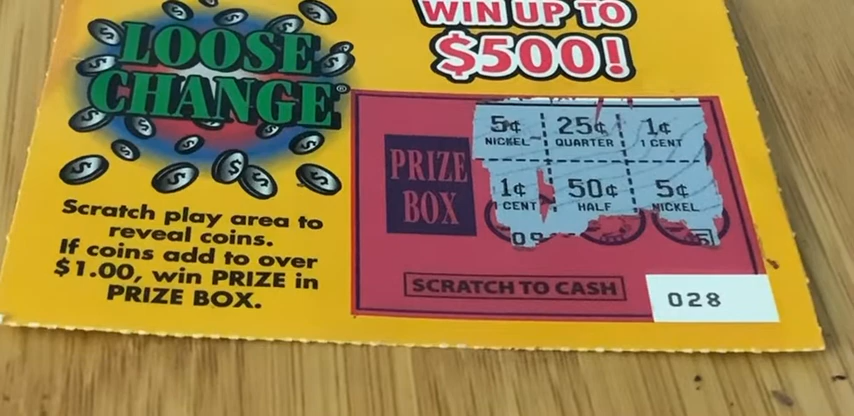 LOOSE
CHANGE®
WIN UP TO
$500!
Scratch play area to
reveal coins.
If coins add to over
$1.00, win PRIZE in
PRIZE BOX.
PRIZE
BOX
5¢ 25¢ 1¢
NICKEL QUARTER 1 CENT
1¢ 50¢ 5¢
1 CENT HALF NICKEL
SCRATCH TO CASH
028